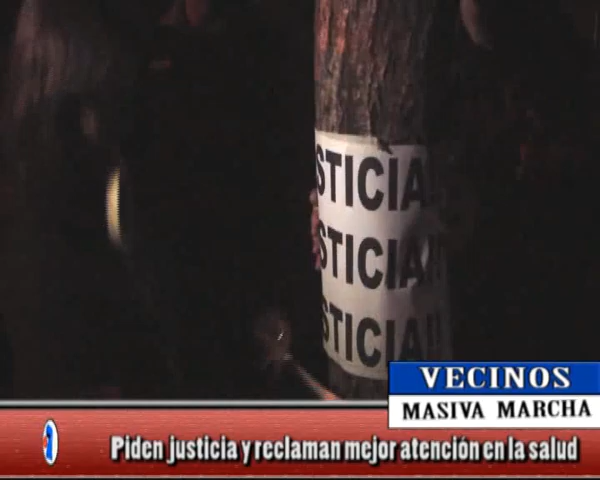 STICIA!!
STICIA!!
STICIA!!
VECINOS
MASIVA MARCHA
Piden justicia y reclaman mejor atención en la salud